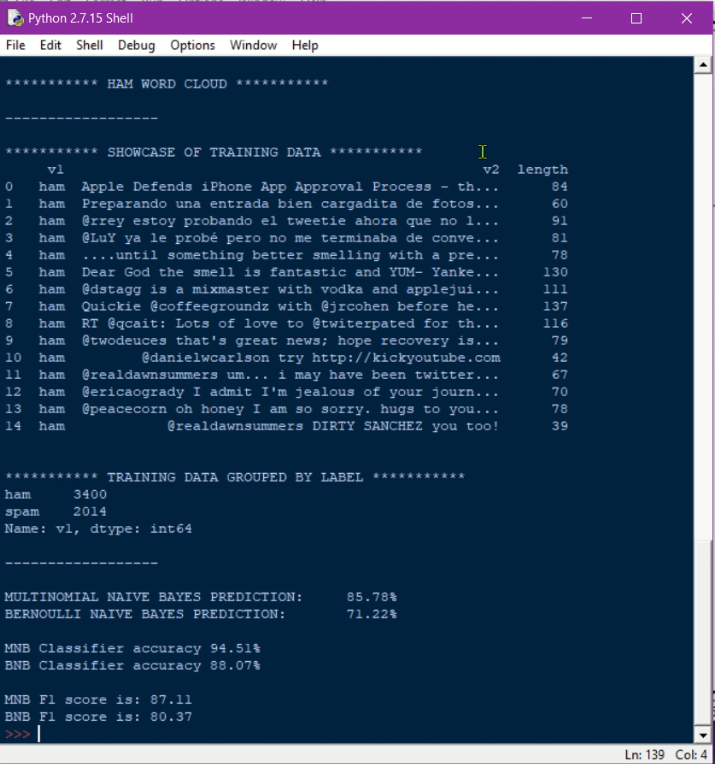 Python 2.7.15 Shell
File Edit Shell Debug Options Window Help
*********** HAM WORD CLOUD ***********
------------------
*********** SHOWCASE OF TRAINING DATA ***********
v1 v2 length
0 ham Apple Defends iPhone App Approval Process - th... 84
1 ham Preparando una entrada bien cargadita de fotos... 60
2 ham @rrey estoy probando el tweetie ahora que no l... 91
3 ham @LuY ya le probé pero no me terminaba de conve... 81
4 ham ....until something better smelling with a pre... 78
5 ham Dear God the smell is fantastic and YUM- Yanke... 130
6 ham @dstagg is a mixmaster with vodka and applejui... 111
7 ham Quickie @coffeegroundz with @jrcohen before he... 137
8 ham RT @qcait: Lots of love to @twiterpated for th... 116
9 ham @twodeuces that's great news; hope recovery is... 79
10 ham @danielwcarlson try http://kickyoutube.com 42
11 ham @realdawnsummers um... i may have been twitter... 67
12 ham @ericaogrady I admit I'm jealous of your journ... 70
13 ham @peacecorn oh honey I am so sorry. hugs to you... 78
14 ham @realdawnsummers DIRTY SANCHEZ you too! 39
*********** TRAINING DATA GROUPED BY LABEL ***********
ham 3400
spam 2014
Name: v1, dtype: int64
------------------
MULTINOMIAL NAIVE BAYES PREDICTION: 85.78%
BERNOULLI NAIVE BAYES PREDICTION: 71.22%
MNB Classifier accuracy 94.51%
BNB Classifier accuracy 88.07%
MNB F1 score is: 87.11
BNB F1 score is: 80.37
>>>
Ln: 139 Col: 4